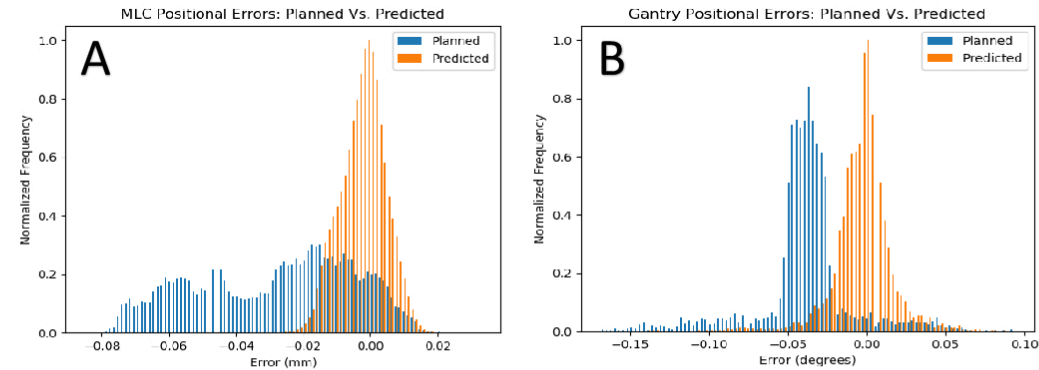 MLC Positional Errors: Planned Vs. Predicted
A
Planned
Predicted
Normalized Frequency
1.0
0.8
0.6
0.4
0.2
0.0
−0.08 −0.06 −0.04 −0.02 0.00 0.02
Error (mm)
Gantry Positional Errors: Planned Vs. Predicted
B
Planned
Predicted
Normalized Frequency
1.0
0.8
0.6
0.4
0.2
0.0
−0.15 −0.10 −0.05 0.00 0.05 0.10
Error (degrees)